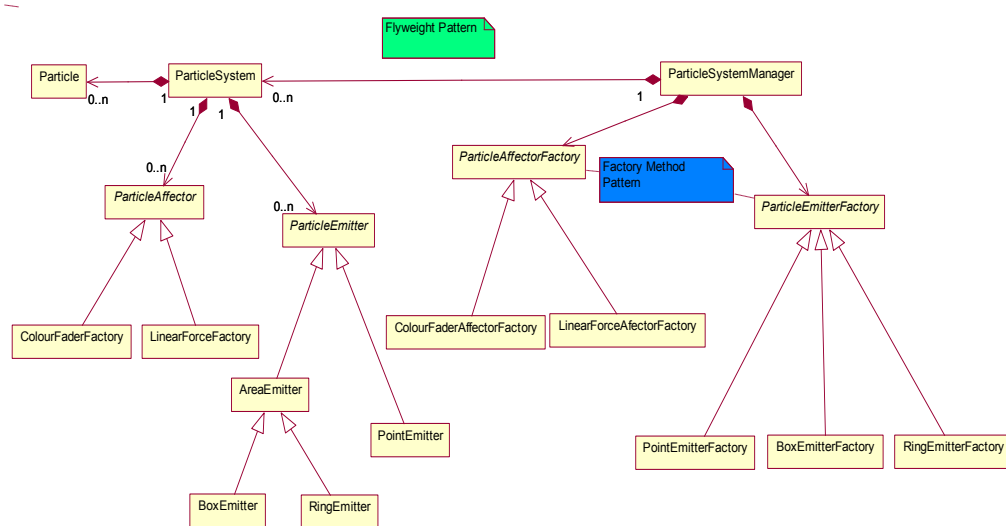 Flyweight Pattern
Particle
ParticleSystem
ParticleSystemManager
0..n
1
0..n
1
1
1
0..n
ParticleAffectorFactory
Factory Method
Pattern
ParticleAffector
0..n
ParticleEmitter
ParticleEmitterFactory
ColourFaderFactory
LinearForceFactory
ColourFaderAffectorFactory
LinearForceAfectorFactory
AreaEmitter
PointEmitter
PointEmitterFactory
BoxEmitterFactory
RingEmitterFactory
BoxEmitter
RingEmitter